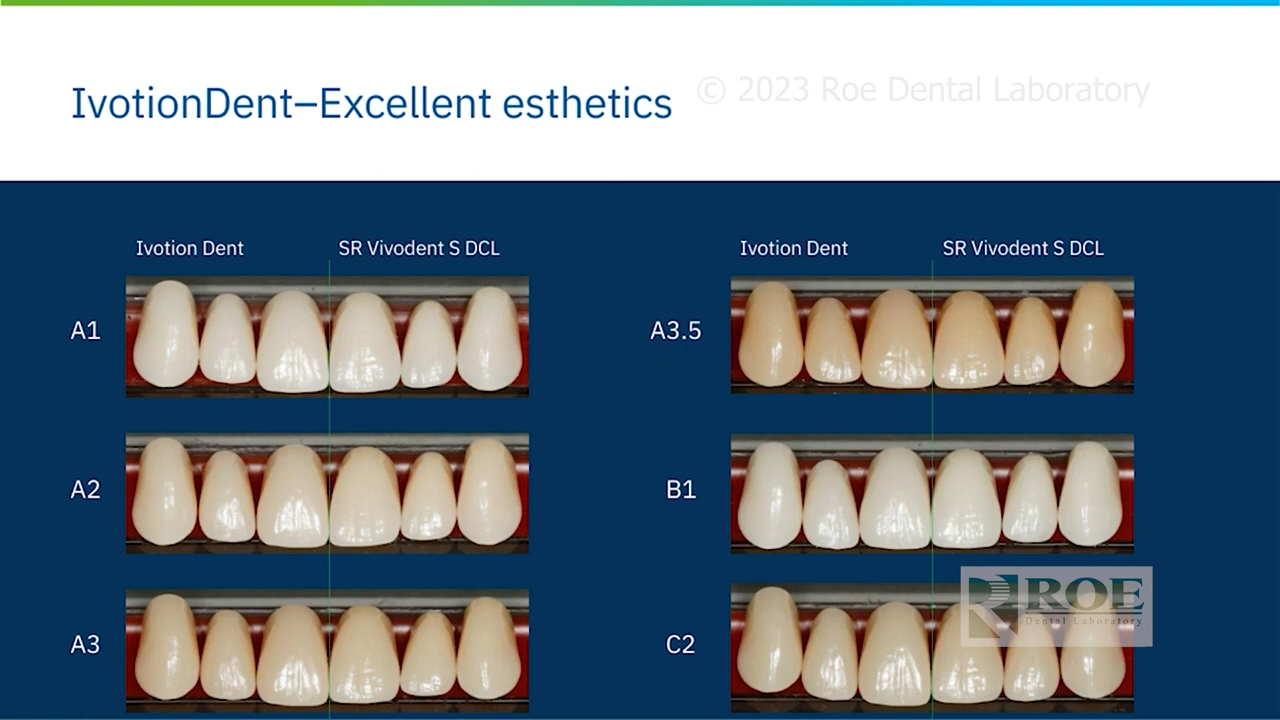 © 2023 Roe Dental Laboratory
IvotionDent–Excellent esthetics
Ivotion Dent
SR Vivodent S DCL
A1
A2
A3
Ivotion Dent
SR Vivodent S DCL
A3.5
B1
C2
ROE
Dental Laboratory